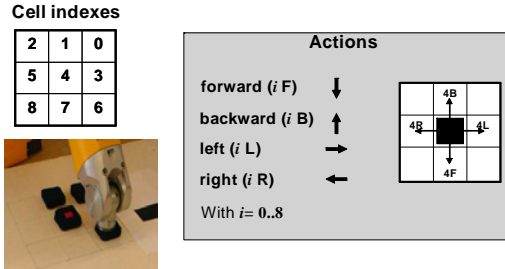 Cell indexes
2 1 0
5 4 3
8 7 6
Actions
forward (i F)
backward (i B)
left (i L)
right (i R)
With i= 0..8
4B
4R 4L
4F